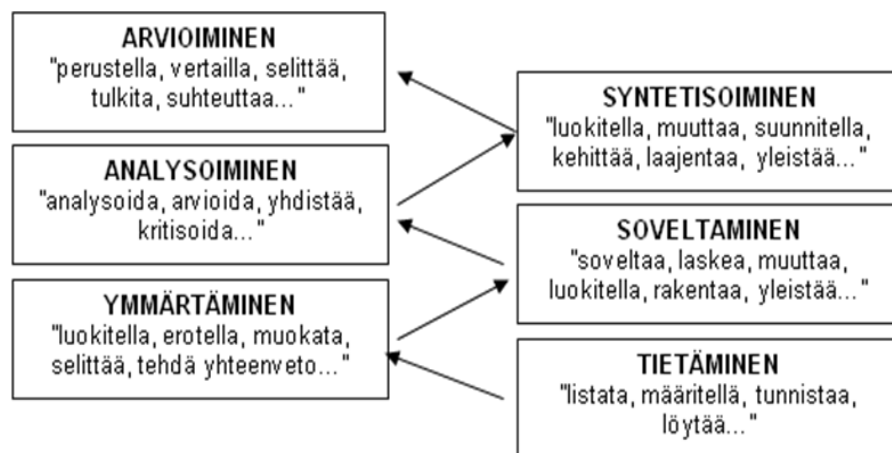 ARVIOIMINEN
"perustella, vertailla, selittää,
tulkita, suhteuttaa..."
SYNTETISOIMINEN
"luokitella, muuttaa, suunnitella,
kehittää, laajentaa, yleistää..."
ANALYSOIMINEN
"analysoida, arvioida, yhdistää,
kritisoida..."
SOVELTAMINEN
"soveltaa, laskea, muuttaa,
luokitella, rakentaa, yleistää..."
YMMÄRTÄMINEN
"luokitella, erotella, muokata,
selittää, tehdä yhteenveto..."
TIETÄMINEN
"listata, määritellä, tunnistaa,
löytää..."